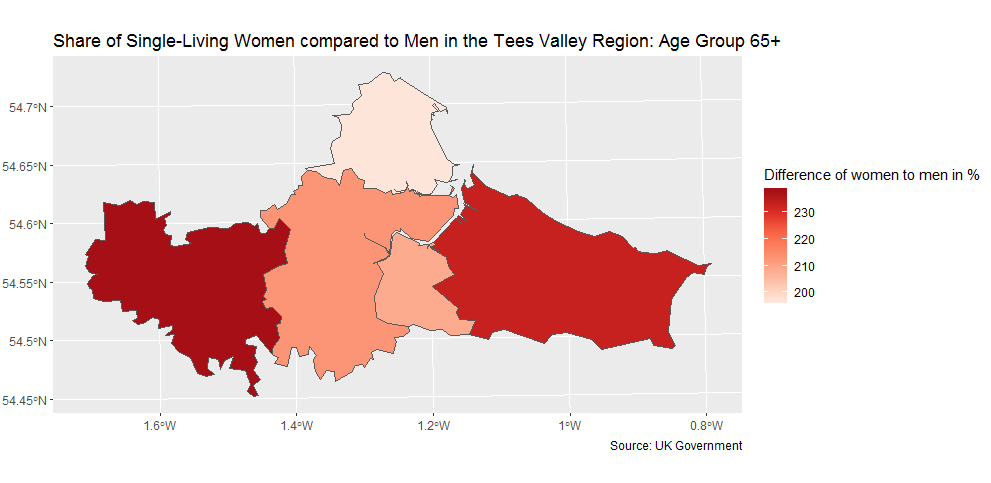 Share of Single-Living Women compared to Men in the Tees Valley Region: Age Group 65+
54.7°N
54.65°N
54.6°N
54.55°N
54.5°N
54.45°N
1.6°W
1.4°W
1.2°W
1°W
0.8°W
Difference of women to men in %
230
220
210
200
Source: UK Government